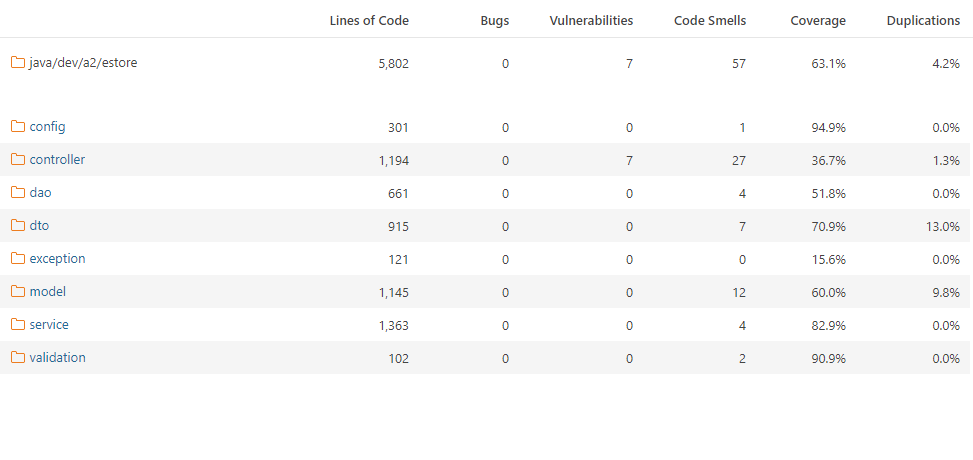 Lines of Code Bugs Vulnerabilities Code Smells Coverage Duplications
java/dev/a2/estore 5,802 0 7 57 63.1% 4.2%
config 301 0 0 1 94.9% 0.0%
controller 1,194 0 7 27 36.7% 1.3%
dao 661 0 0 4 51.8% 0.0%
dto 915 0 0 7 70.9% 13.0%
exception 121 0 0 0 15.6% 0.0%
model 1,145 0 0 12 60.0% 9.8%
service 1,363 0 0 4 82.9% 0.0%
validation 102 0 0 2 90.9% 0.0%